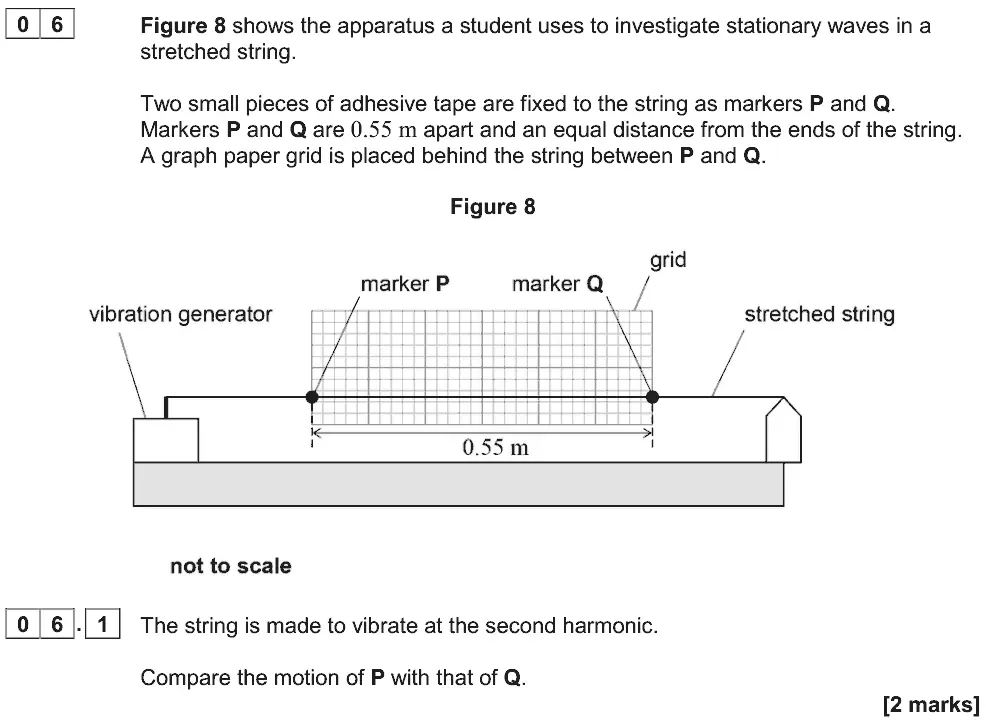 0 6 Figure 8 shows the apparatus a student uses to investigate stationary waves in a
stretched string.
Two small pieces of adhesive tape are fixed to the string as markers P and Q.
Markers P and Q are 0.55 m apart and an equal distance from the ends of the string.
A graph paper grid is placed behind the string between P and Q.
Figure 8
grid
marker P marker Q
vibration generator stretched string
0.55 m
not to scale
0 6 . 1 The string is made to vibrate at the second harmonic.
Compare the motion of P with that of Q.
[2 marks]